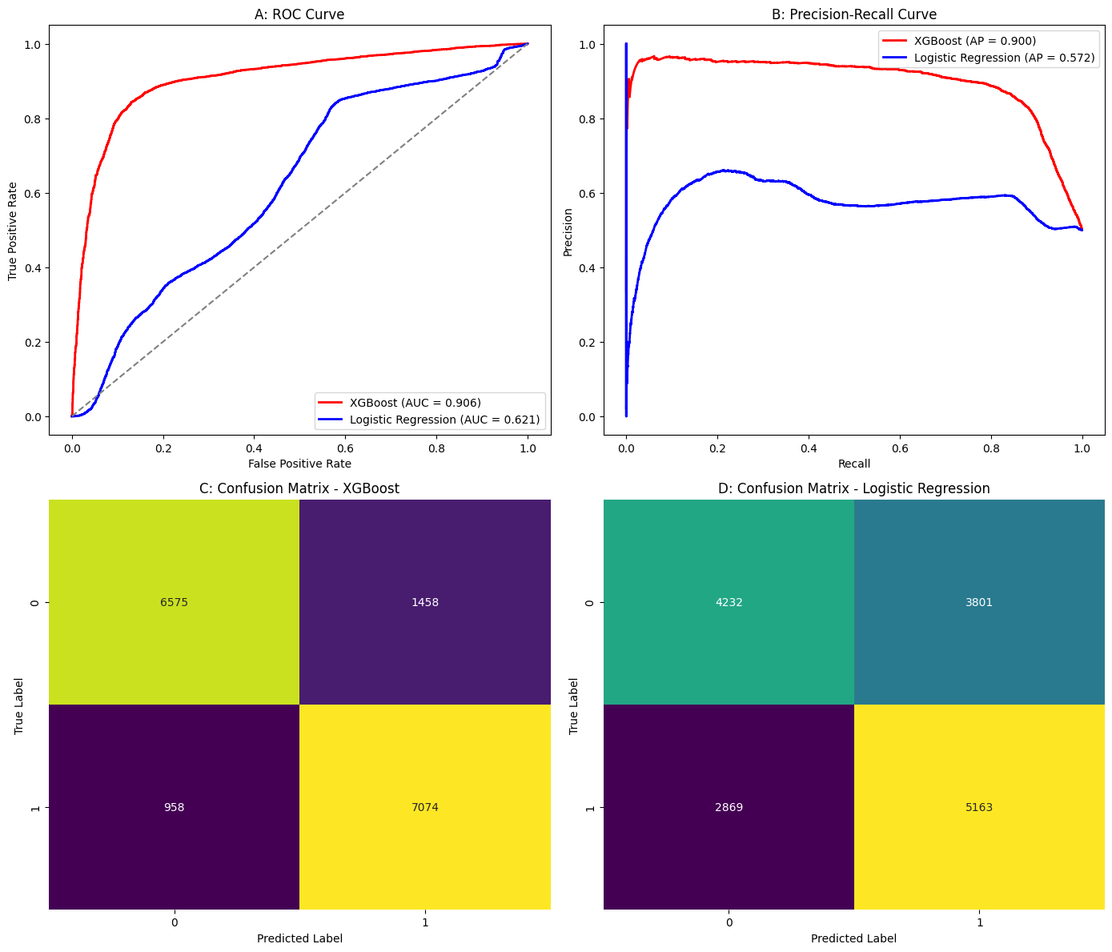 A: ROC Curve
1.0
0.8
0.6
0.4
0.2
0.0
True Positive Rate
XGBoost (AUC = 0.906)
Logistic Regression (AUC = 0.621)
0.0 0.2 0.4 0.6 0.8 1.0
False Positive Rate
B: Precision-Recall Curve
XGBoost (AP = 0.900)
Logistic Regression (AP = 0.572)
1.0
0.8
0.6
0.4
0.2
0.0
Precision
0.0 0.2 0.4 0.6 0.8 1.0
Recall
C: Confusion Matrix - XGBoost
True Label
0
6575 1458
1
958 7074
0 1
Predicted Label
D: Confusion Matrix - Logistic Regression
True Label
0
4232 3801
1
2869 5163
0 1
Predicted Label